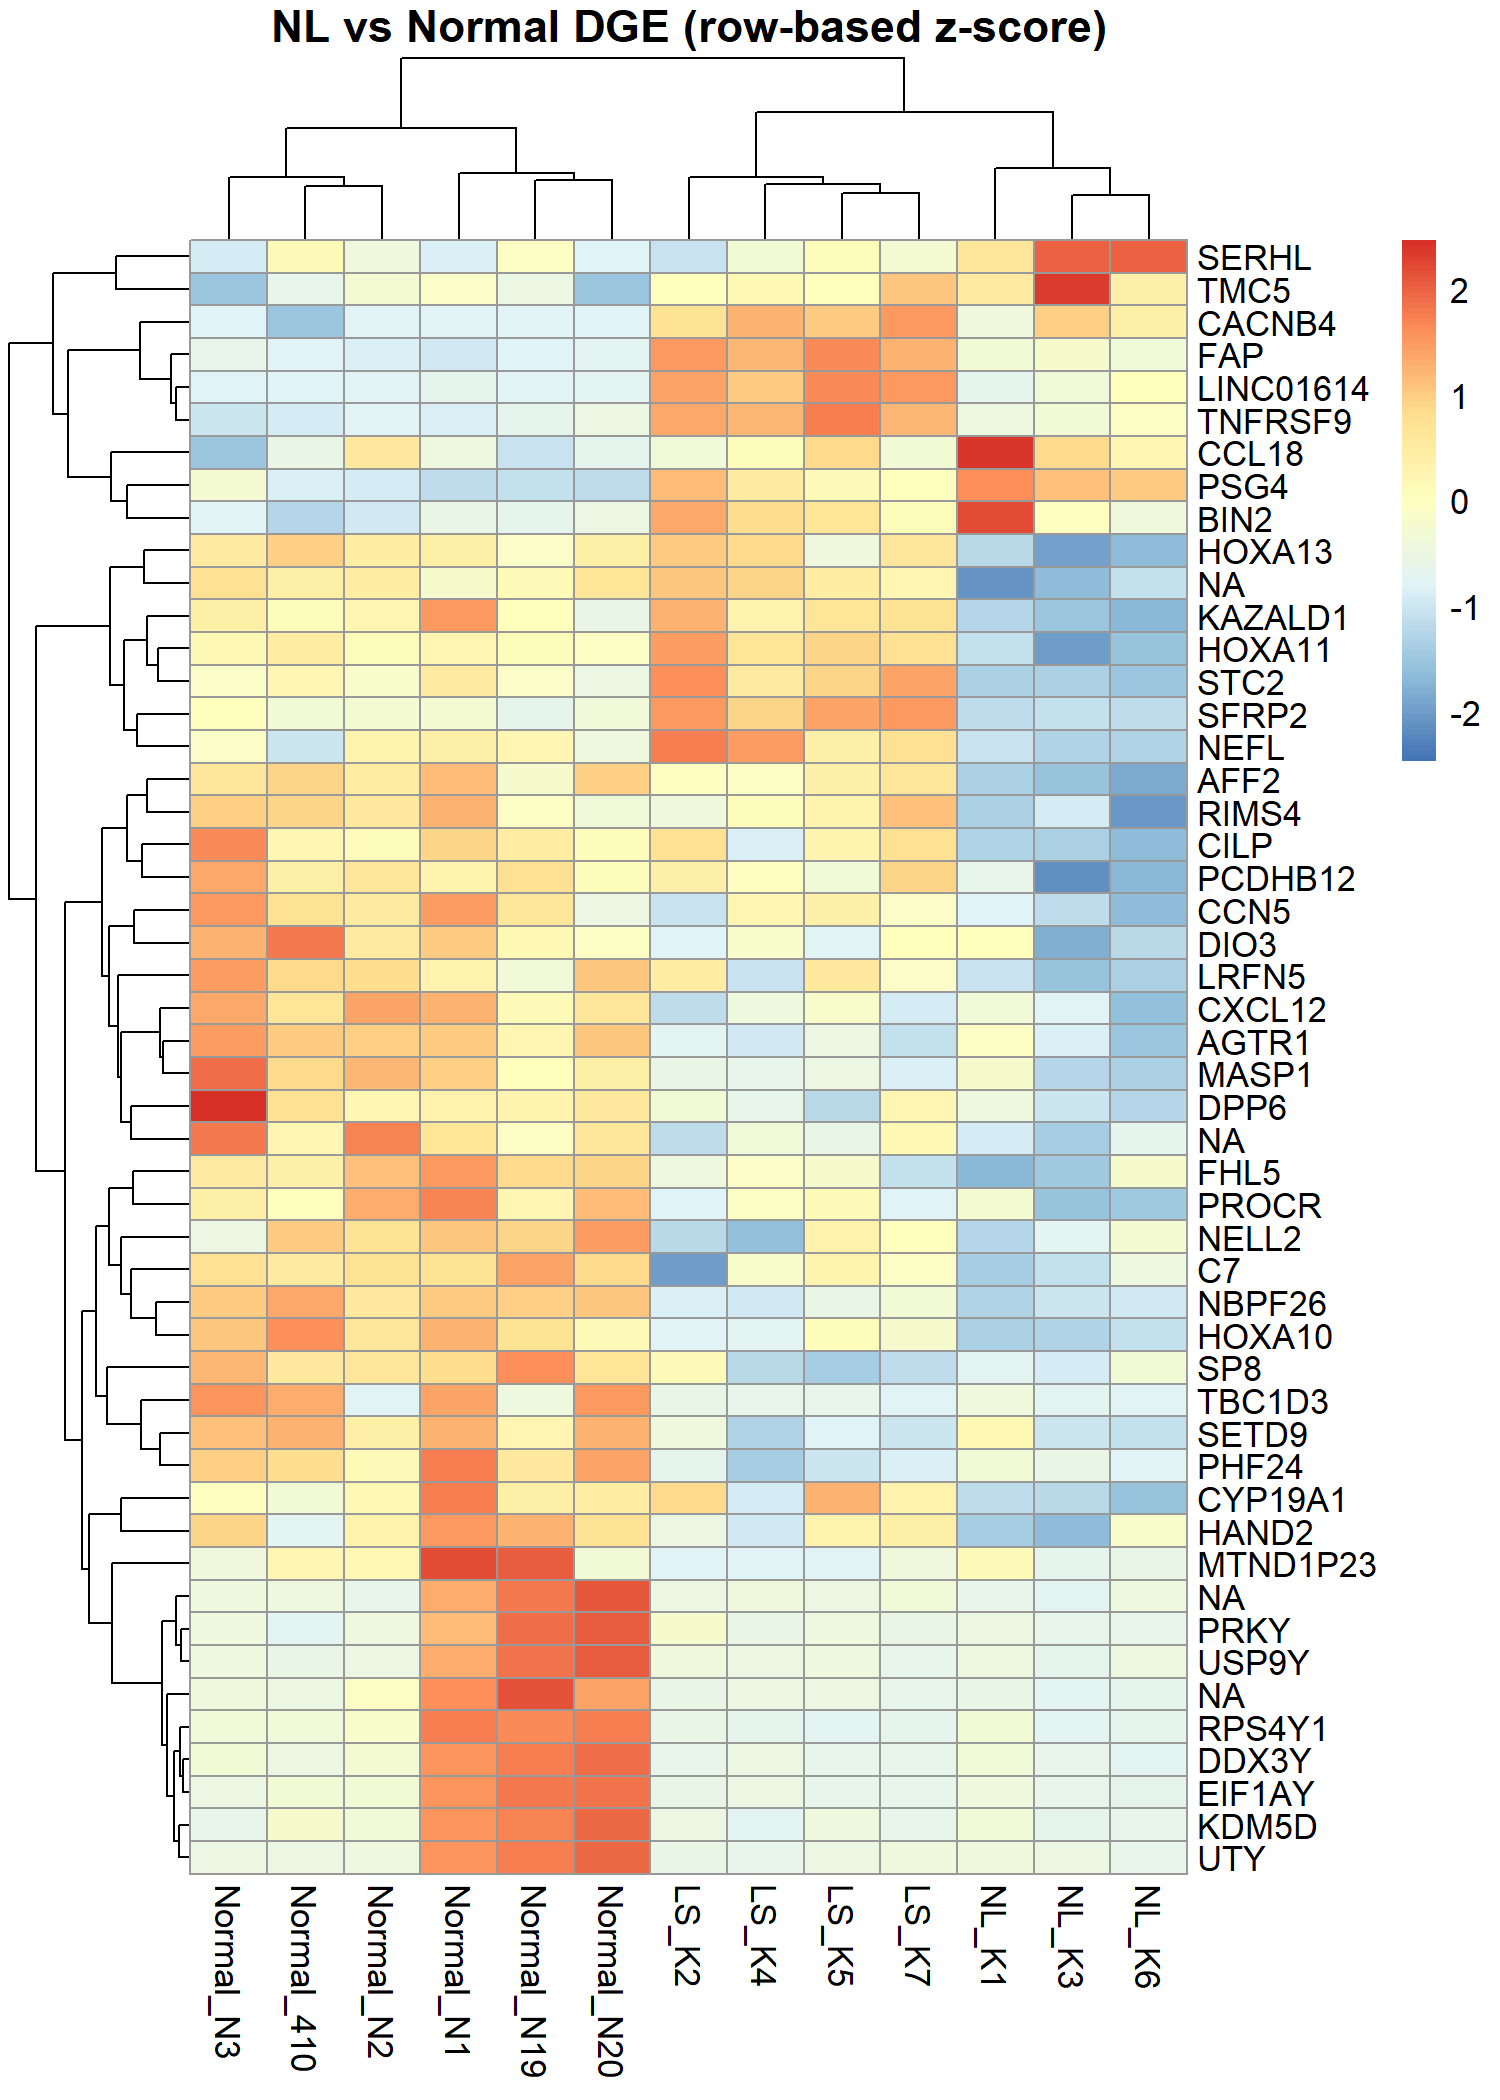 NL vs Normal DGE (row-based z-score)
SERHL
TMC5
CACNB4
FAP
LINC01614
TNFRSF9
CCL18
PSG4
BIN2
HOXA13
NA
KAZALD1
HOXA11
STC2
SFRP2
NEFL
AFF2
RIMS4
CILP
PCDHB12
CCN5
DIO3
LRFN5
CXCL12
AGTR1
MASP1
DPP6
NA
FHL5
PROCR
NELL2
C7
NBPF26
HOXA10
SP8
TBC1D3
SETD9
PHF24
CYP19A1
HAND2
MTND1P23
NA
PRKY
USP9Y
NA
RPS4Y1
DDX3Y
EIF1AY
KDM5D
UTY
2
1
0
-1
-2
Normal_N3
Normal_410
Normal_N2
Normal_N1
Normal_N19
Normal_N20
LS_K2
LS_K4
LS_K5
LS_K7
NL_K1
NL_K3
NL_K6